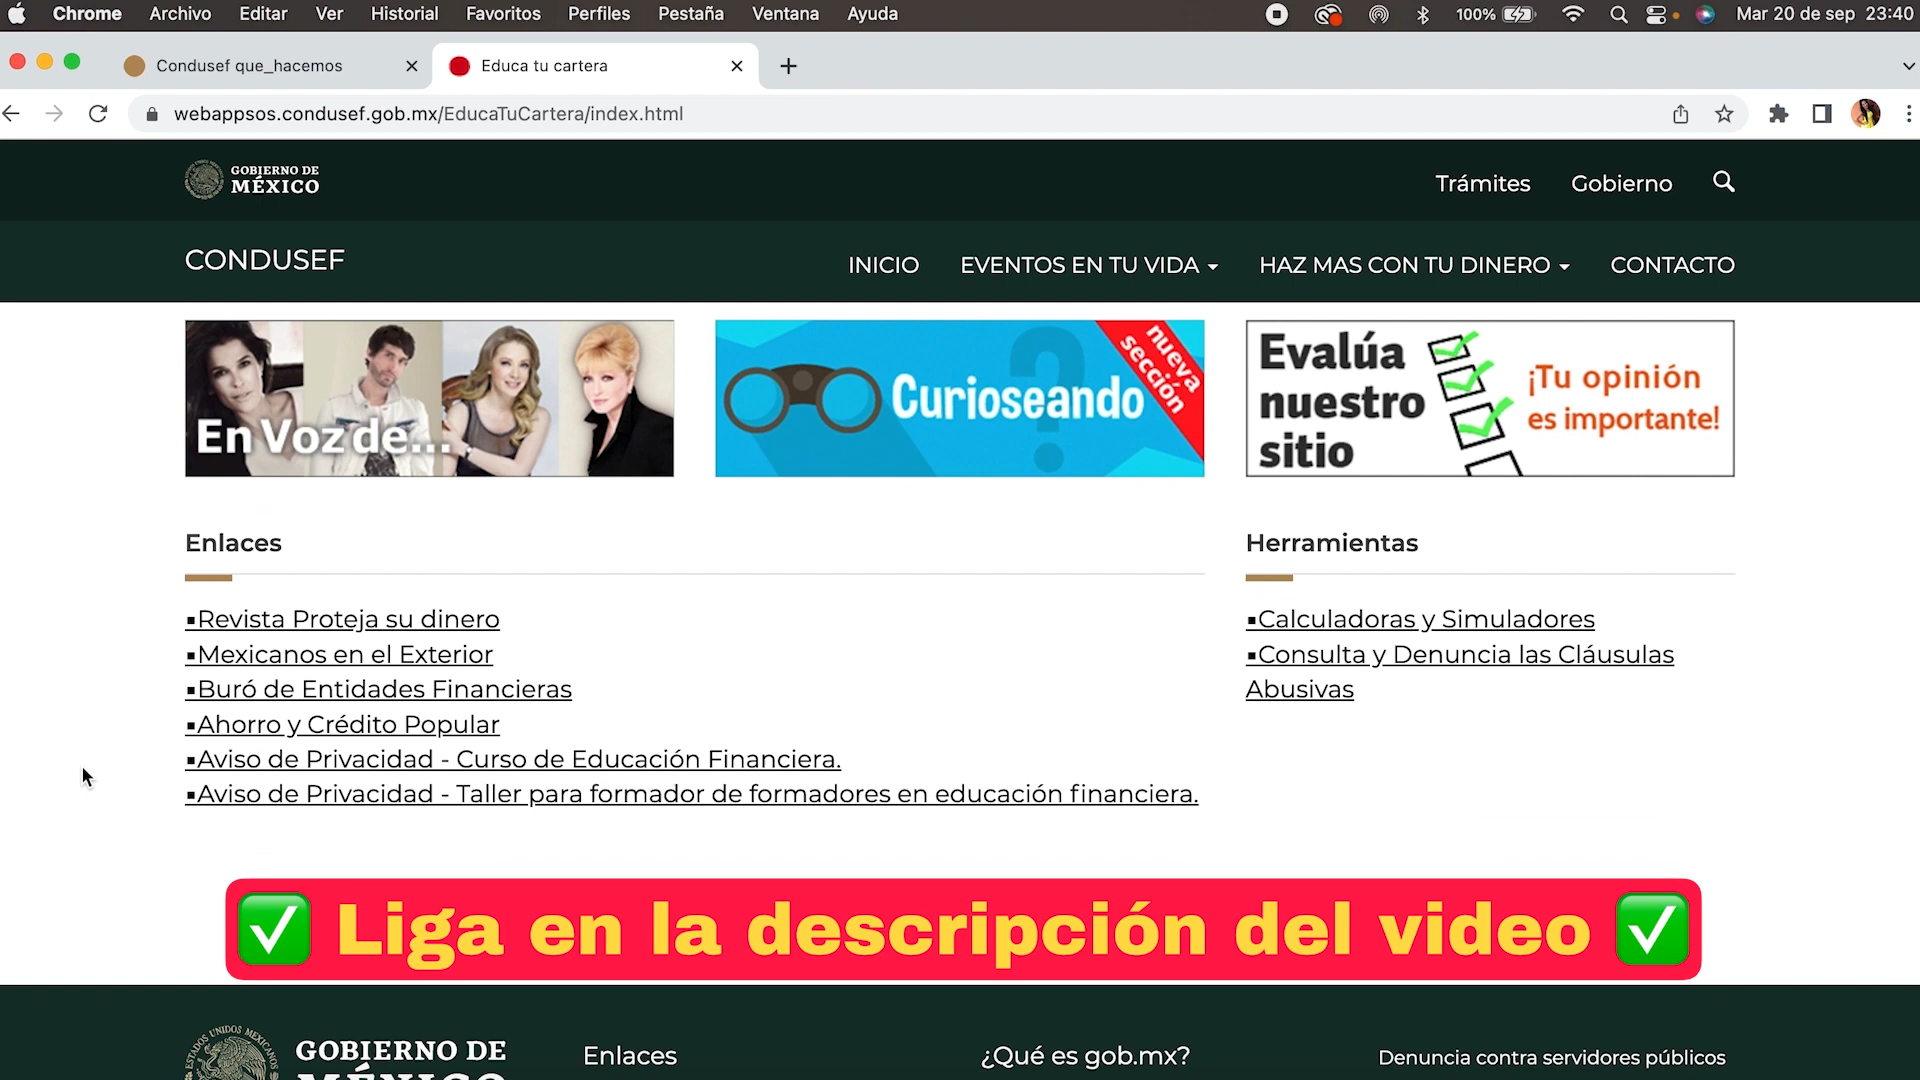 Chrome Archivo Editar Ver Historial Favoritos Perfiles Pestaña Ventana Ayuda 100% Mar 20 de sep 23:40
Condusef que_hacemos
Educa tu cartera
webappsos.condusef.gob.mx/EducaTuCartera/index.html
GOBIERNO DE
MÉXICO
Trámites Gobierno
CONDUSEF
INICIO EVENTOS EN TU VIDA HAZ MAS CON TU DINERO CONTACTO
En Voz de...
Curioseando
nueva
sección
Evalúa
nuestro
sitio
¡Tu opinión
es importante!
Enlaces
▪Revista Proteja su dinero
▪Mexicanos en el Exterior
▪Buró de Entidades Financieras
▪Ahorro y Crédito Popular
▪Aviso de Privacidad - Curso de Educación Financiera.
▪Aviso de Privacidad - Taller para formador de formadores en educación financiera.
Herramientas
▪Calculadoras y Simuladores
▪Consulta y Denuncia las Cláusulas
Abusivas
✅ Liga en la descripción del video ✅
ESTADOS UNIDOS MEXICANOS
GOBIERNO DE
MÉXICO
Enlaces
¿Qué es gob.mx?
Denuncia contra servidores públicos